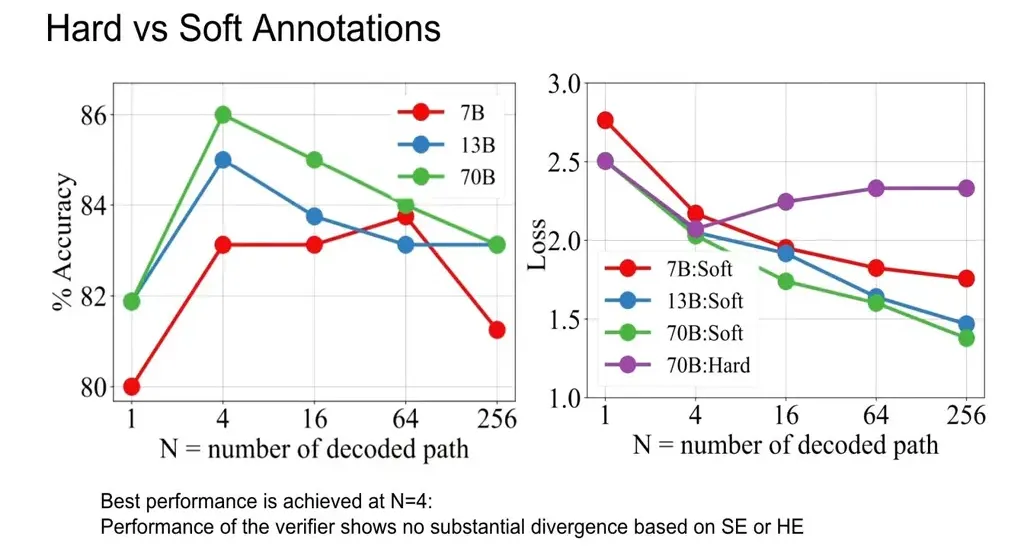 Hard vs Soft Annotations
86
84
82
80
% Accuracy
7B
13B
70B
1 4 16 64 256
N = number of decoded path
3.0
2.5
2.0
1.5
1.0
Loss
7B:Soft
13B:Soft
70B:Soft
70B:Hard
1 4 16 64 256
N = number of decoded path
Best performance is achieved at N=4:
Performance of the verifier shows no substantial divergence based on SE or HE